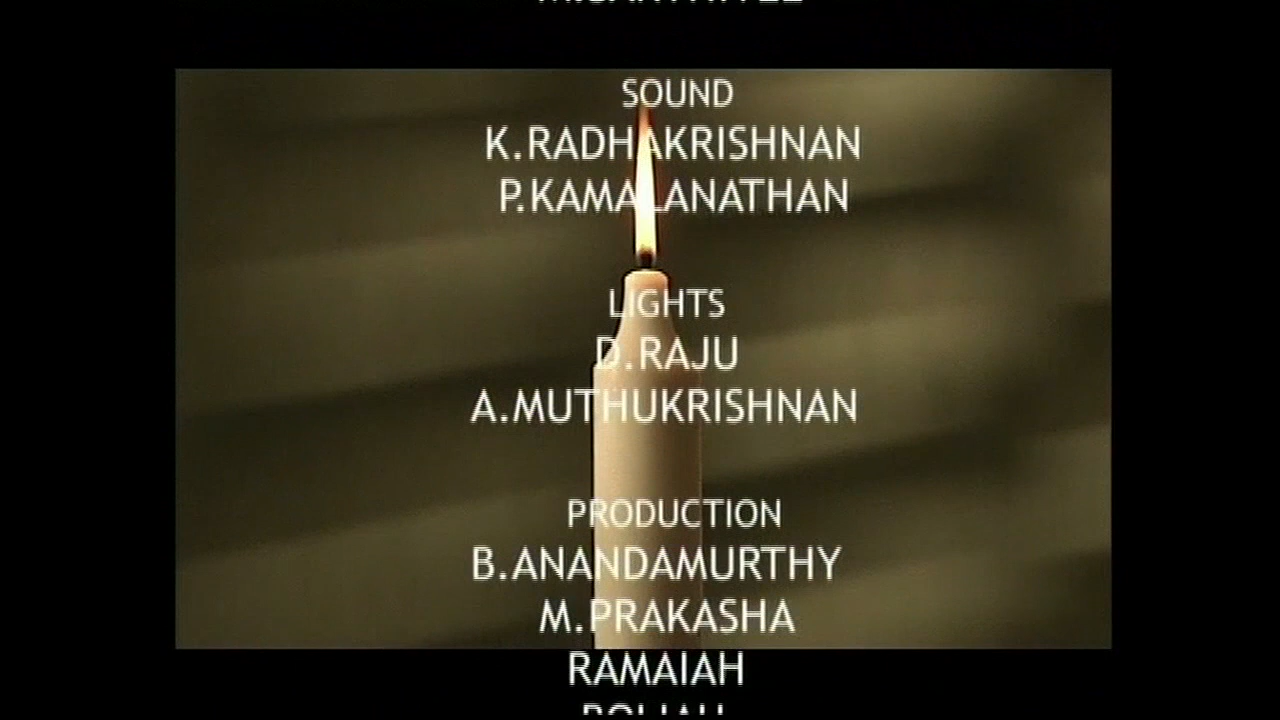 SOUND
K.RADHAKRISHNAN
P.KAMALANATHAN
LIGHTS
D.RAJU
A.MUTHUKRISHNAN
PRODUCTION
B.ANANDAMURTHY
M.PRAKASHA
RAMAIAH